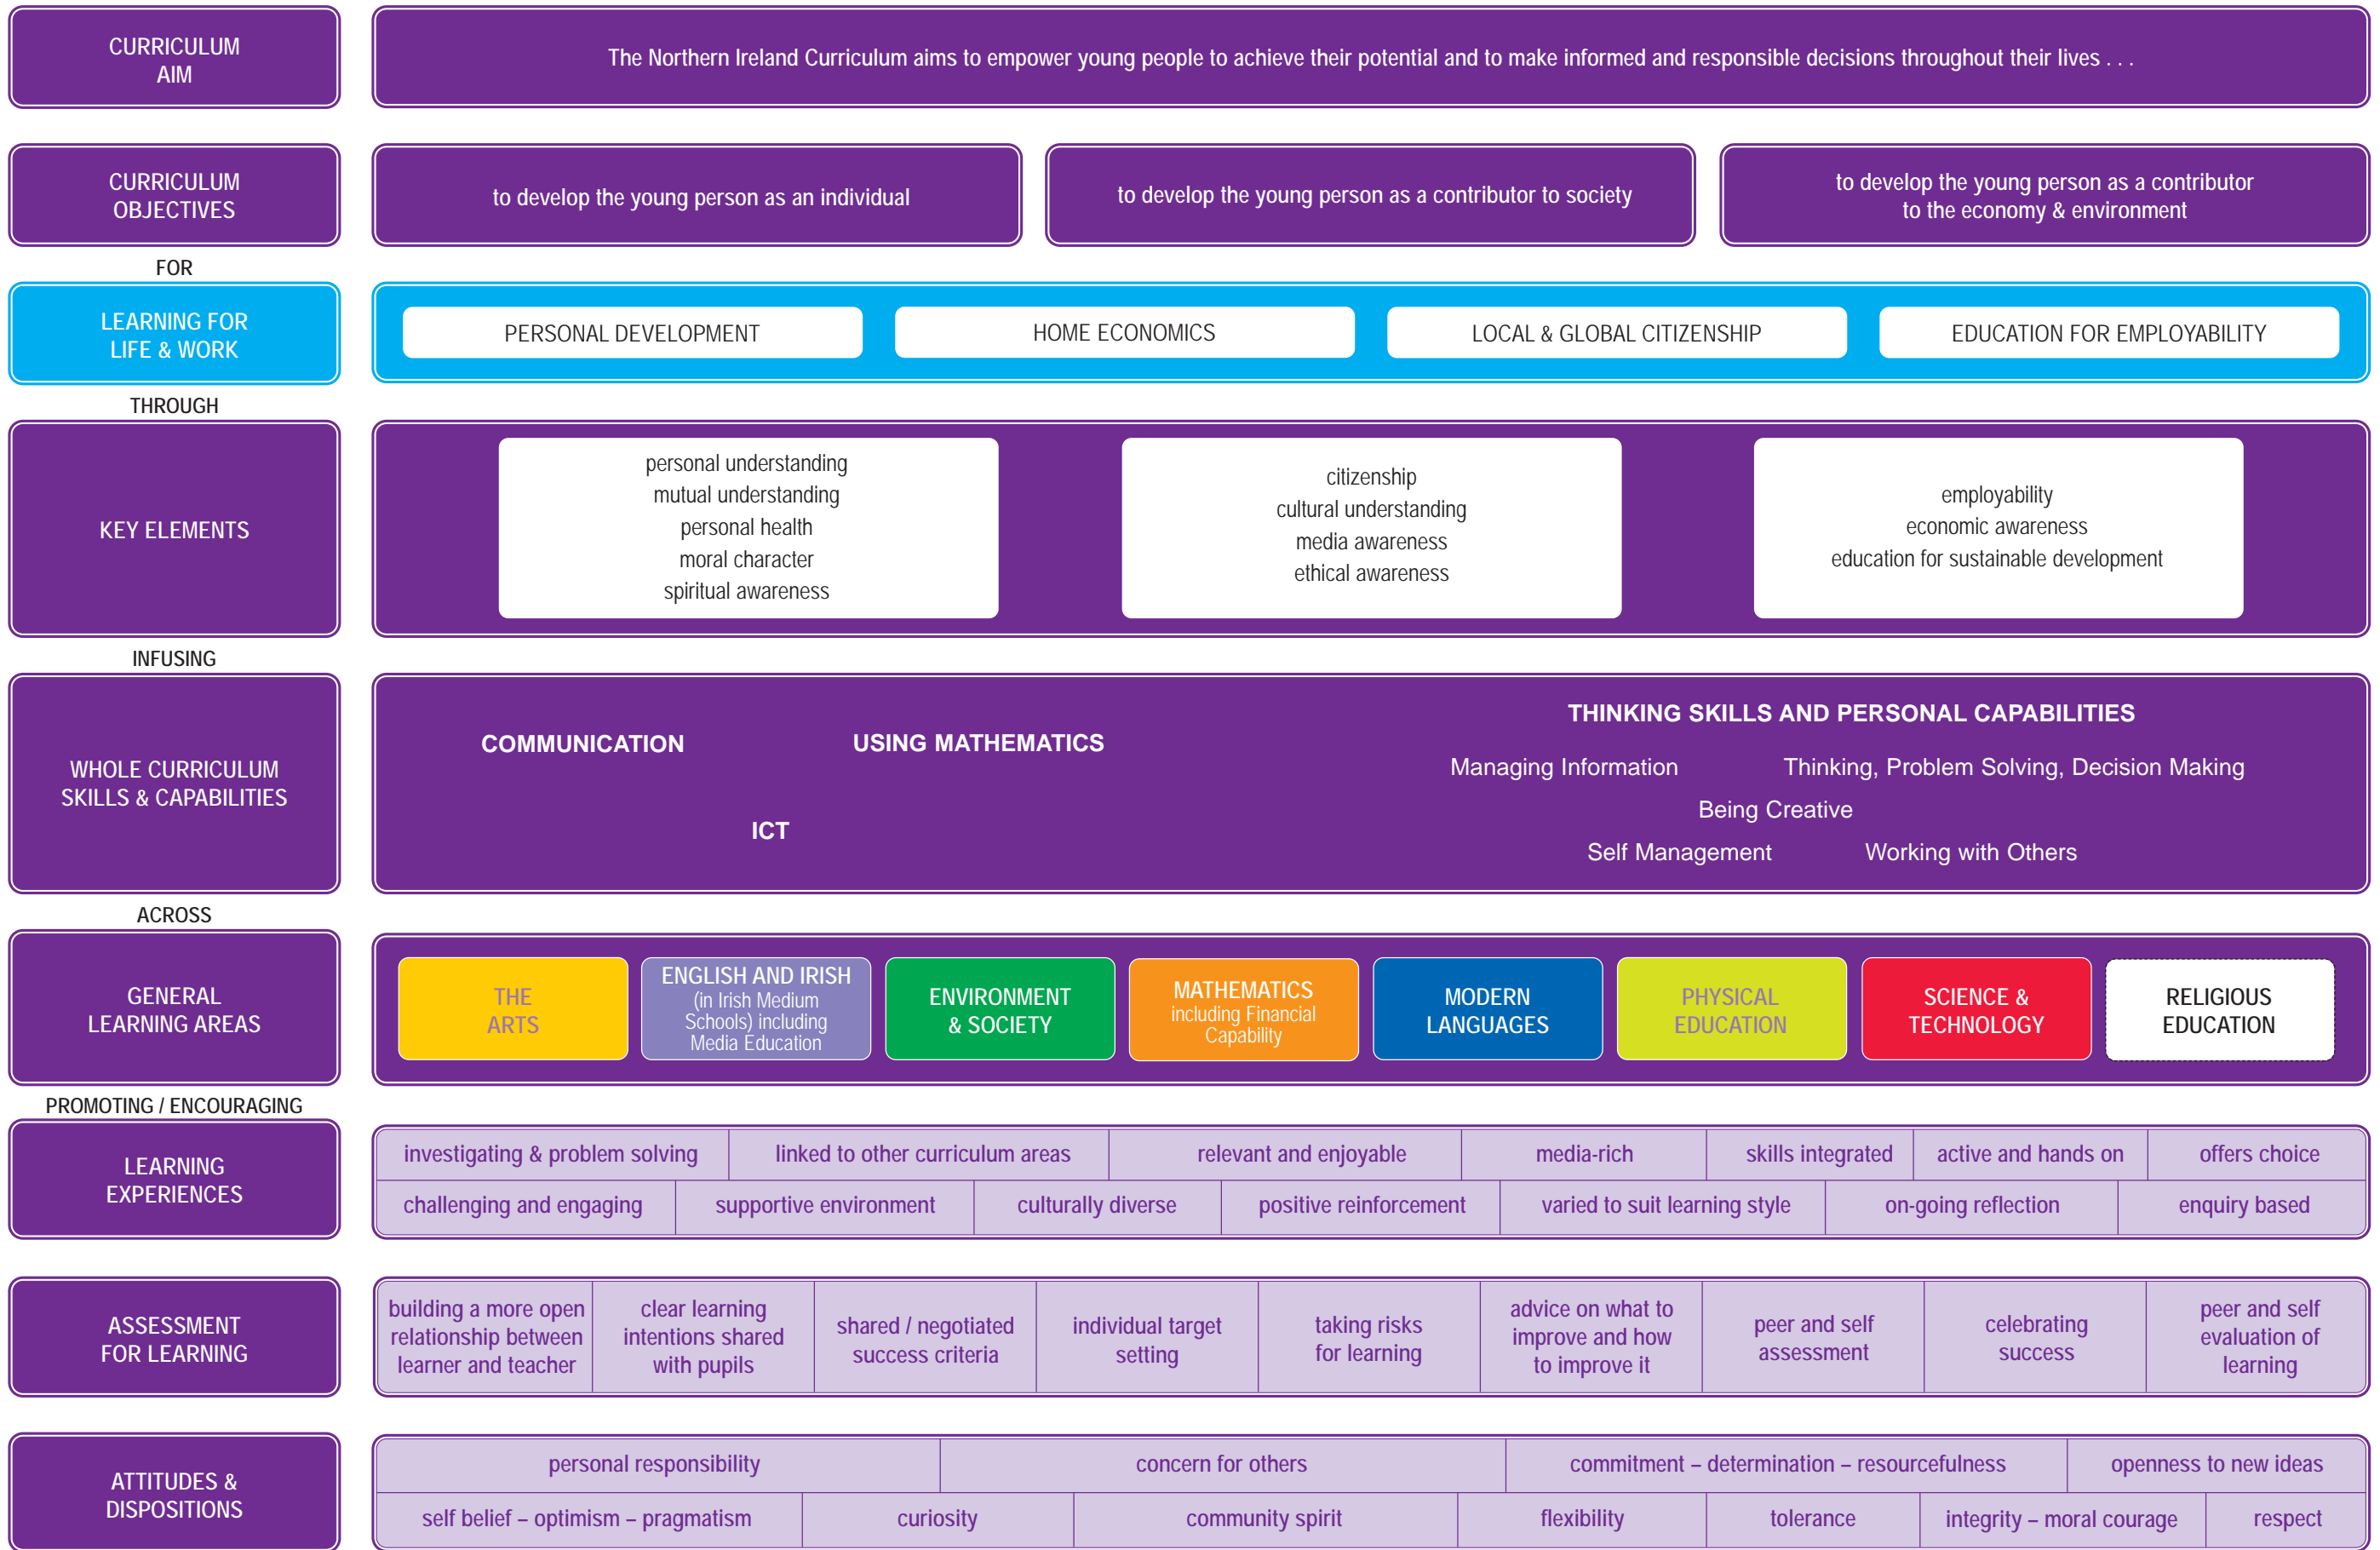 CURRICULUM
AIM
The Northern Ireland Curriculum aims to empower young people to achieve their potential and to make informed and responsible decisions throughout their lives . . .
CURRICULUM
OBJECTIVES
to develop the young person as an individual
to develop the young person as a contributor to society
to develop the young person as a contributor
to the economy & environment
FOR
LEARNING FOR
LIFE & WORK
PERSONAL DEVELOPMENT
HOME ECONOMICS
LOCAL & GLOBAL CITIZENSHIP
EDUCATION FOR EMPLOYABILITY
THROUGH
KEY ELEMENTS
personal understanding
mutual understanding
personal health
moral character
spiritual awareness
citizenship
cultural understanding
media awareness
ethical awareness
employability
economic awareness
education for sustainable development
INFUSING
WHOLE CURRICULUM
SKILLS & CAPABILITIES
COMMUNICATION
USING MATHEMATICS
ICT
THINKING SKILLS AND PERSONAL CAPABILITIES
Managing Information
Thinking, Problem Solving, Decision Making
Being Creative
Self Management
Working with Others
ACROSS
GENERAL
LEARNING AREAS
THE
ARTS
ENGLISH AND IRISH
(in Irish Medium
Schools) including
Media Education
ENVIRONMENT
& SOCIETY
MATHEMATICS
including Financial
Capability
MODERN
LANGUAGES
PHYSICAL
EDUCATION
SCIENCE &
TECHNOLOGY
RELIGIOUS
EDUCATION
PROMOTING / ENCOURAGING
LEARNING
EXPERIENCES
investigating & problem solving
linked to other curriculum areas
relevant and enjoyable
media-rich
skills integrated
active and hands on
offers choice
challenging and engaging
supportive environment
culturally diverse
positive reinforcement
varied to suit learning style
on-going reflection
enquiry based
ASSESSMENT
FOR LEARNING
building a more open
relationship between
learner and teacher
clear learning
intentions shared
with pupils
shared / negotiated
success criteria
individual target
setting
taking risks
for learning
advice on what to
improve and how
to improve it
peer and self
assessment
celebrating
success
peer and self
evaluation of
learning
ATTITUDES &
DISPOSITIONS
personal responsibility
concern for others
commitment – determination – resourcefulness
openness to new ideas
self belief – optimism – pragmatism
curiosity
community spirit
flexibility
tolerance
integrity – moral courage
respect